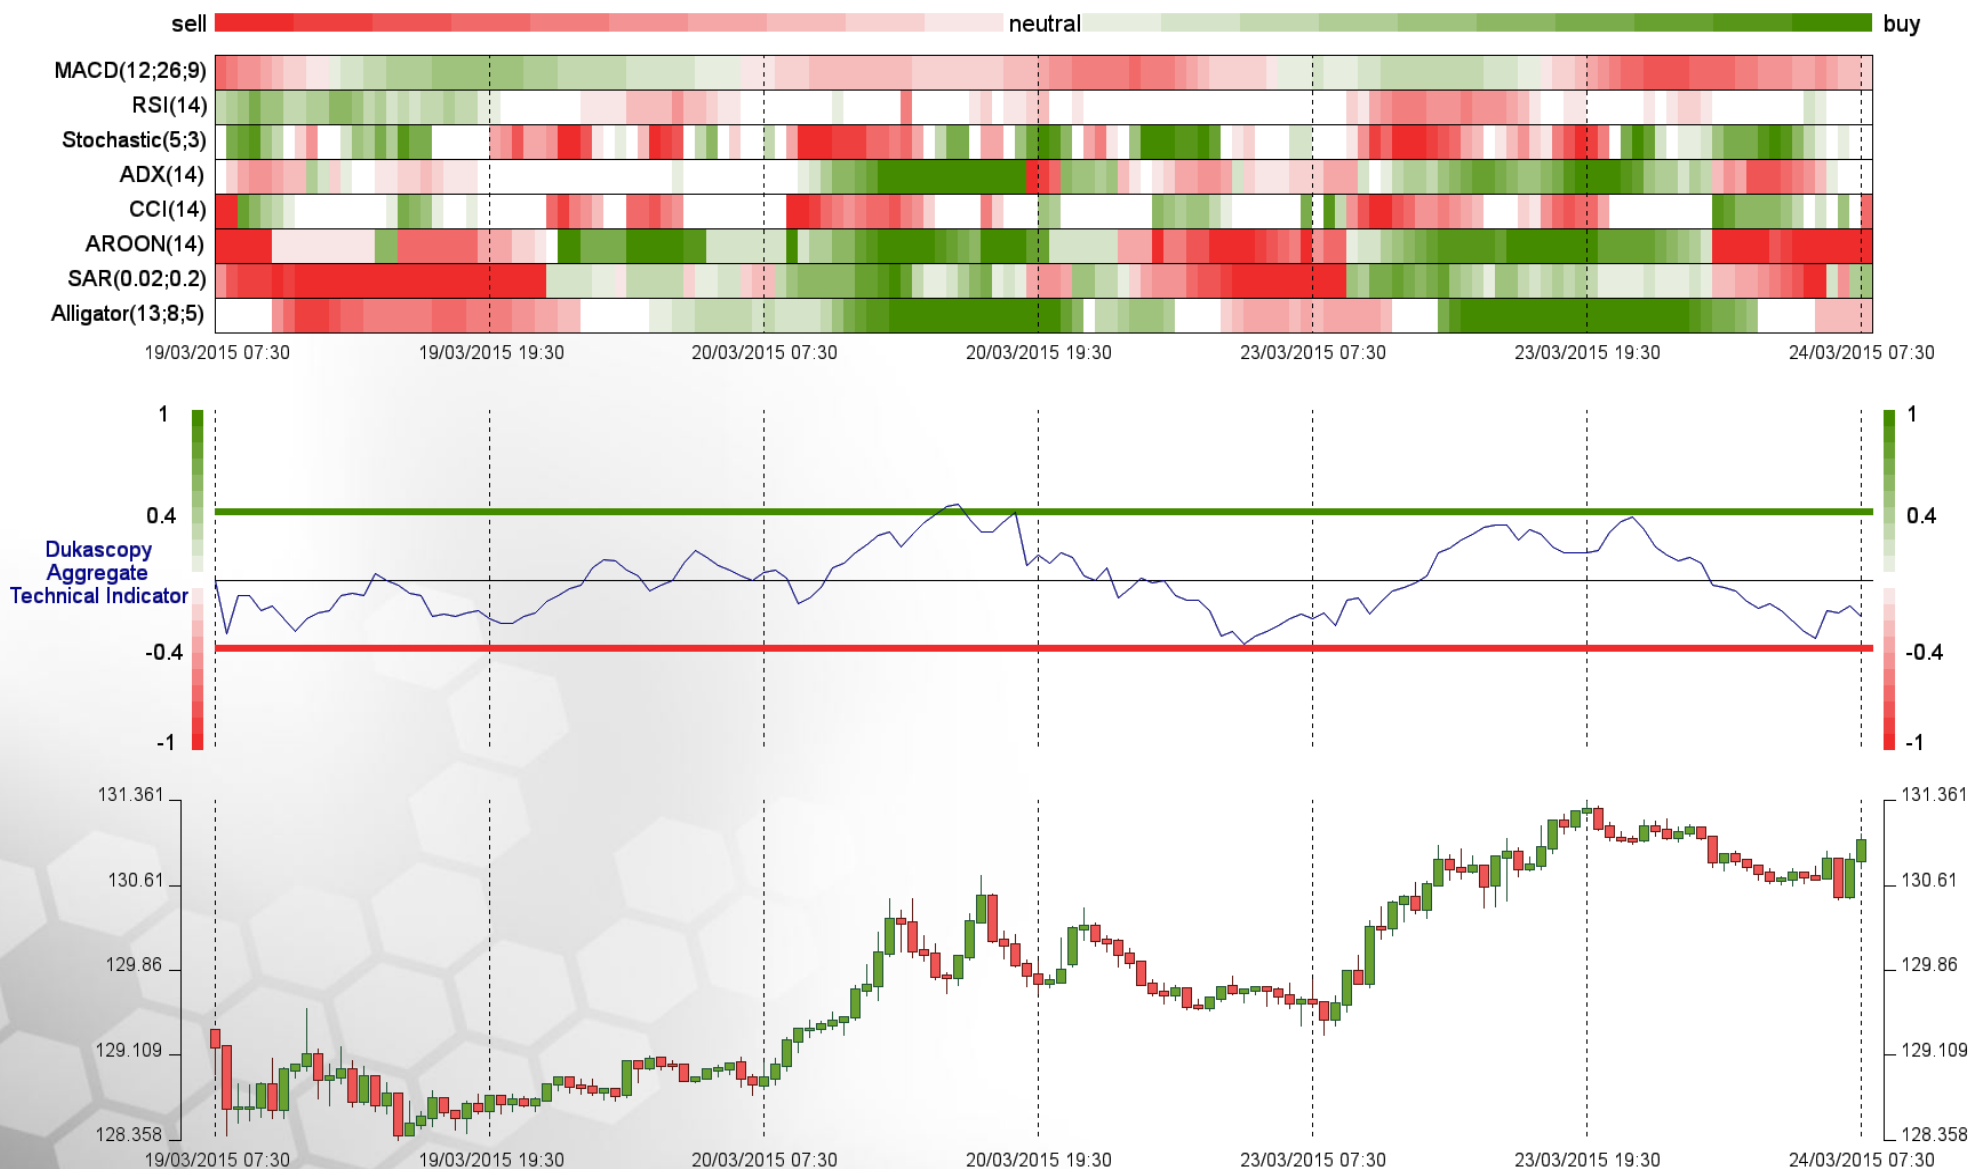 sell neutral buy
MACD(12;26;9)
RSI(14)
Stochastic(5;3)
ADX(14)
CCI(14)
AROON(14)
SAR(0.02;0.2)
Alligator(13;8;5)
19/03/2015 07:30 19/03/2015 19:30 20/03/2015 07:30 20/03/2015 19:30 23/03/2015 07:30 23/03/2015 19:30 24/03/2015 07:30
1 1
0.4 0.4
Dukascopy
Aggregate
Technical Indicator
-0.4 -0.4
-1 -1
131.361 131.361
130.61 130.61
129.86 129.86
129.109 129.109
128.358 128.358
19/03/2015 07:30 19/03/2015 19:30 20/03/2015 07:30 20/03/2015 19:30 23/03/2015 07:30 23/03/2015 19:30 24/03/2015 07:30